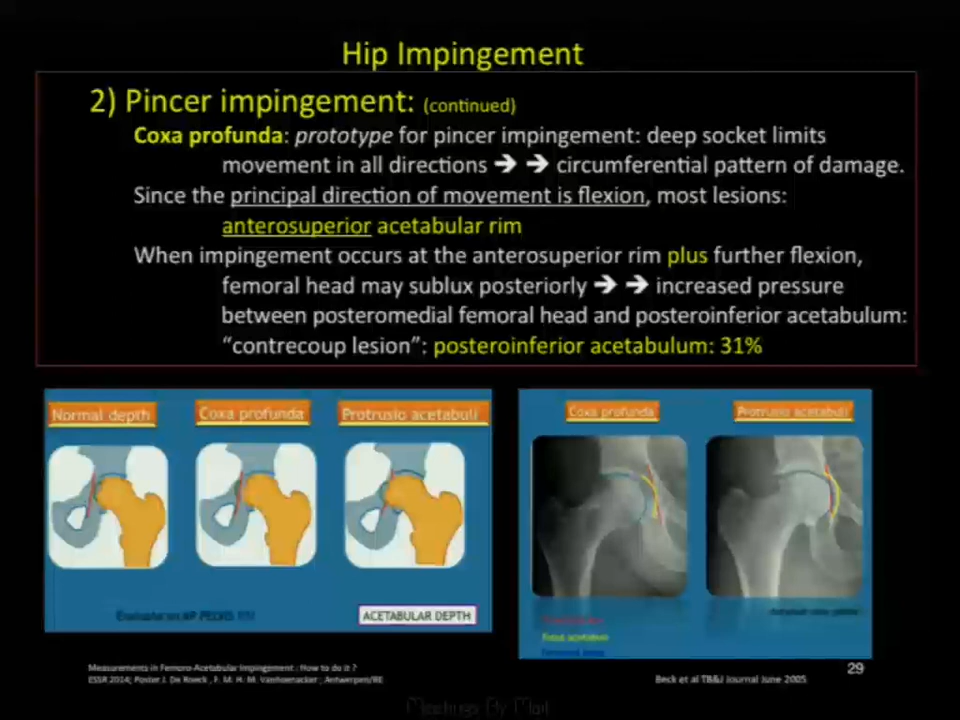 Hip Impingement
2) Pincer impingement: (continued)
Coxa profunda: prototype for pincer impingement: deep socket limits
movement in all directions ➔ ➔ circumferential pattern of damage.
Since the principal direction of movement is flexion, most lesions:
anterosuperior acetabular rim
When impingement occurs at the anterosuperior rim plus further flexion,
femoral head may sublux posteriorly ➔ ➔ increased pressure
between posteromedial femoral head and posteroinferior acetabulum:
“contrecoup lesion”: posteroinferior acetabulum: 31%
Normal depth
Coxa profunda
Protrusio acetabuli
ACETABULAR DEPTH
Coxa profunda
Protrusio acetabuli
Measurements in Femoro-Acetabular Impingement : How to do it ?
ESSR 2014; Poster J. De Roeck , F. M. H. M. Vanhoenacker ; Antwerpen/BE
Beck et al TB&J Journal June 2005
29
Meetings By Mail